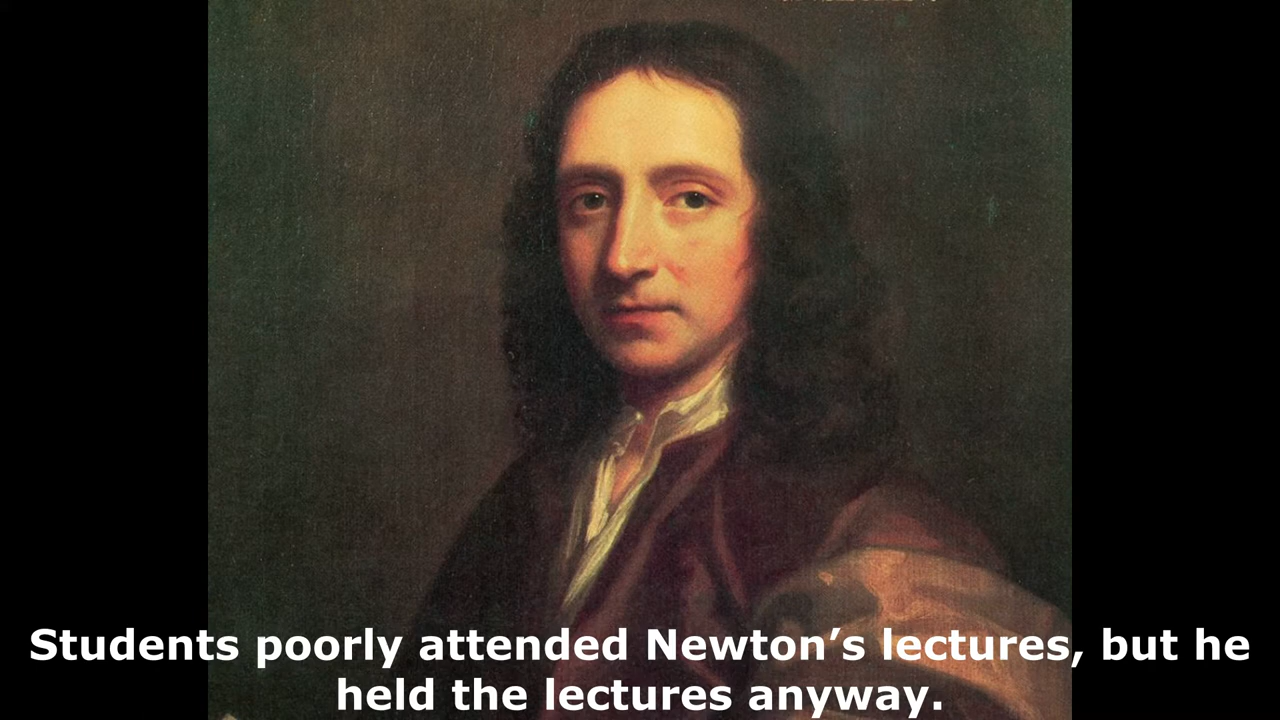 Students poorly attended Newton’s lectures, but he
held the lectures anyway.